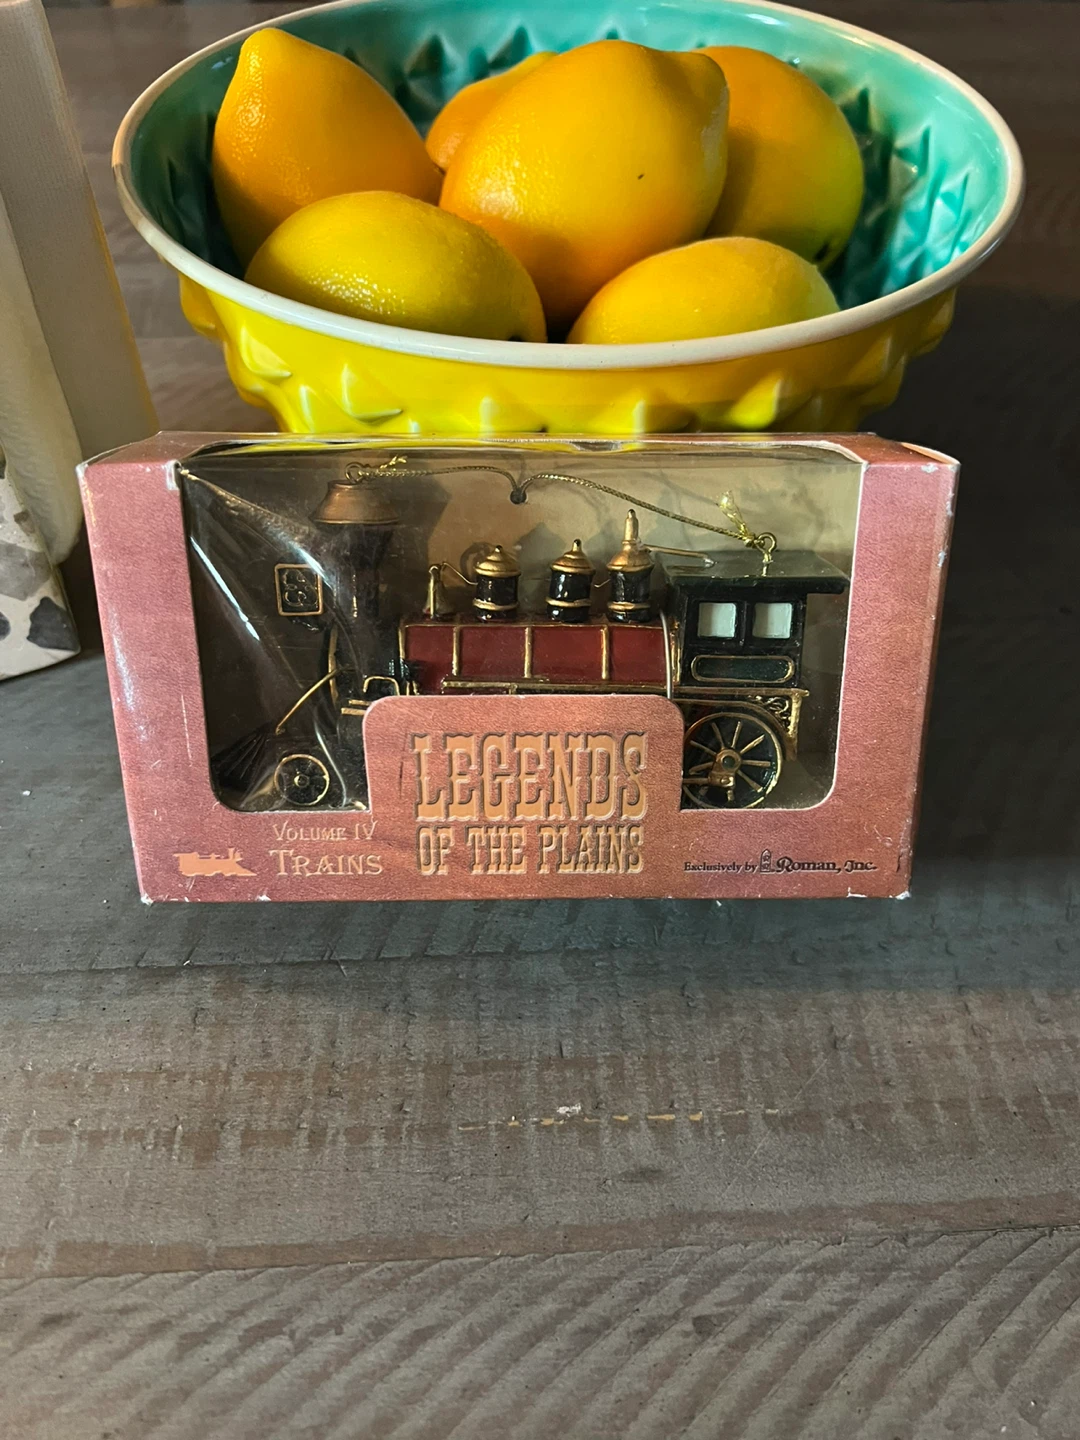 LEGENDS
OF THE PLAINS
VOLUME IV
TRAINS
Exclusively by Roman, Inc.